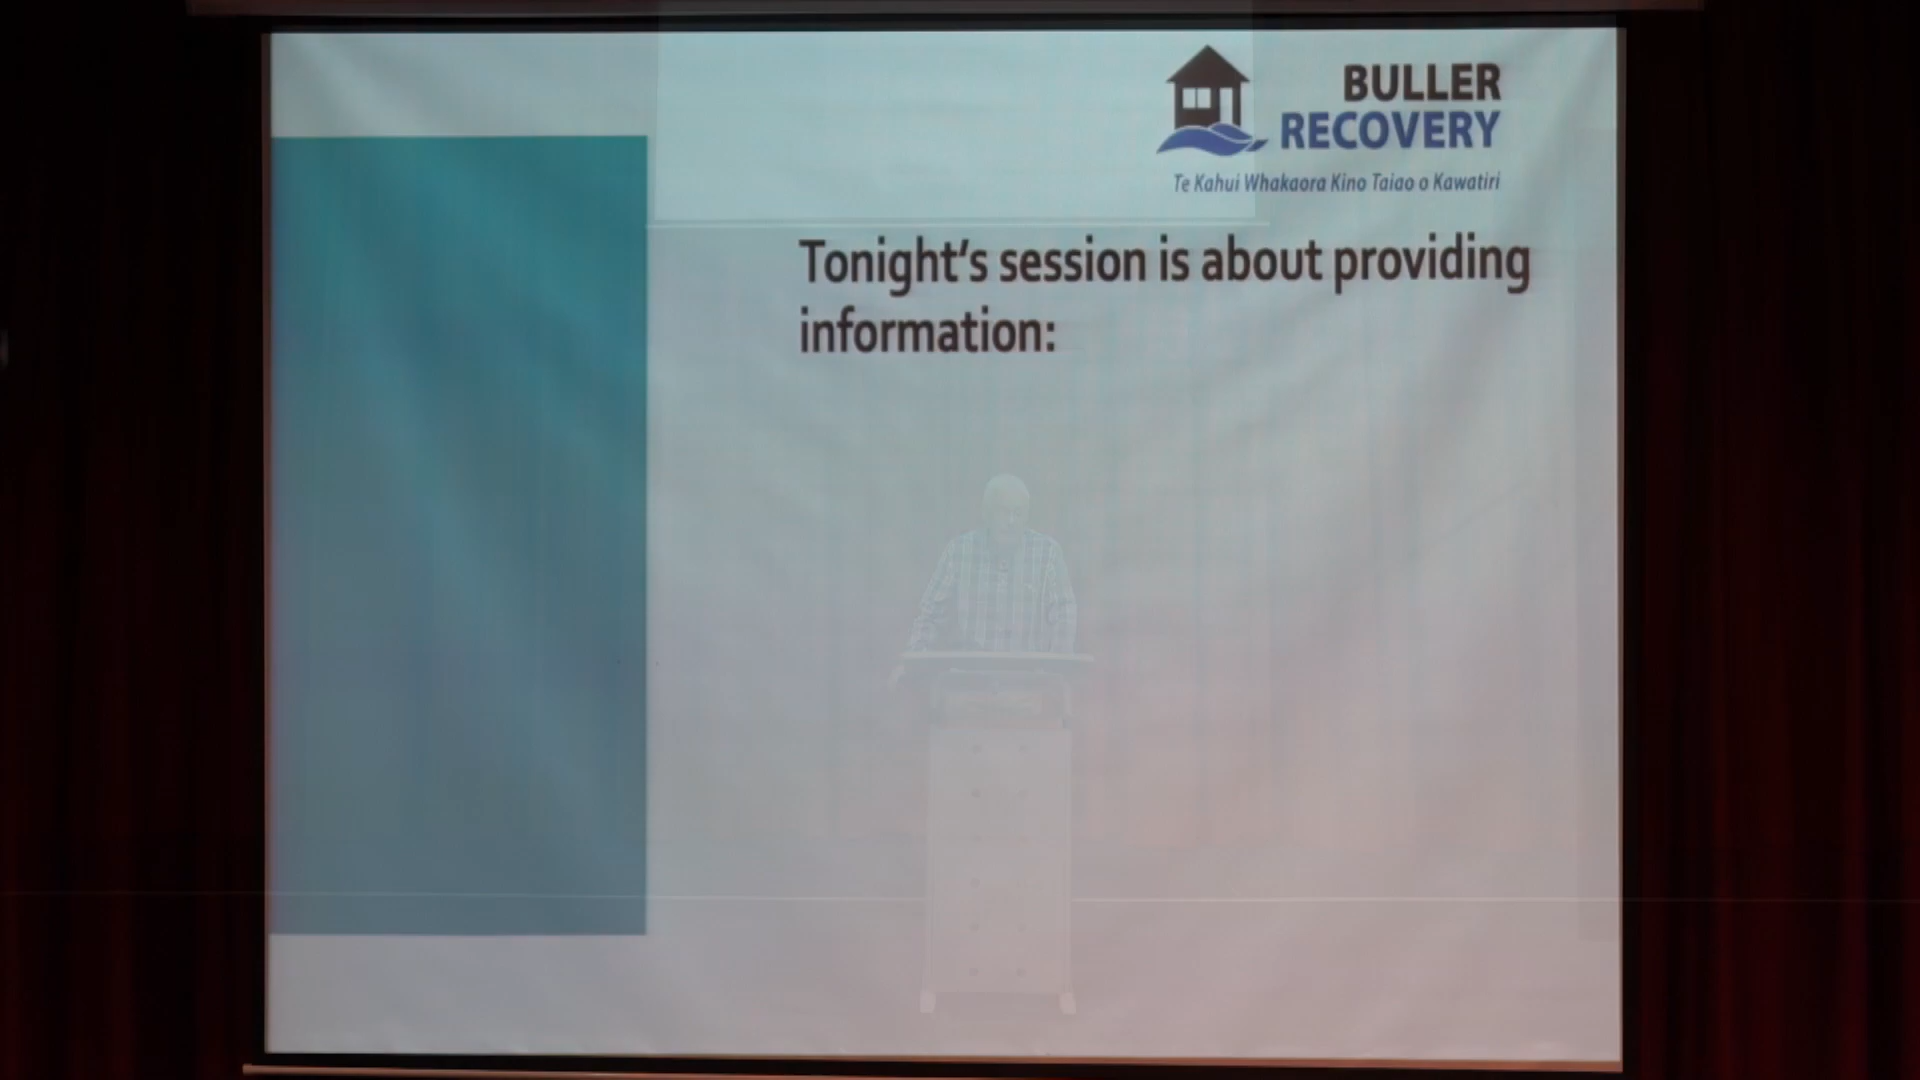 BULLER
RECOVERY
Te Kahui Whakaora Kino Taiao o Kawatiri
Tonight's session is about providing
information: